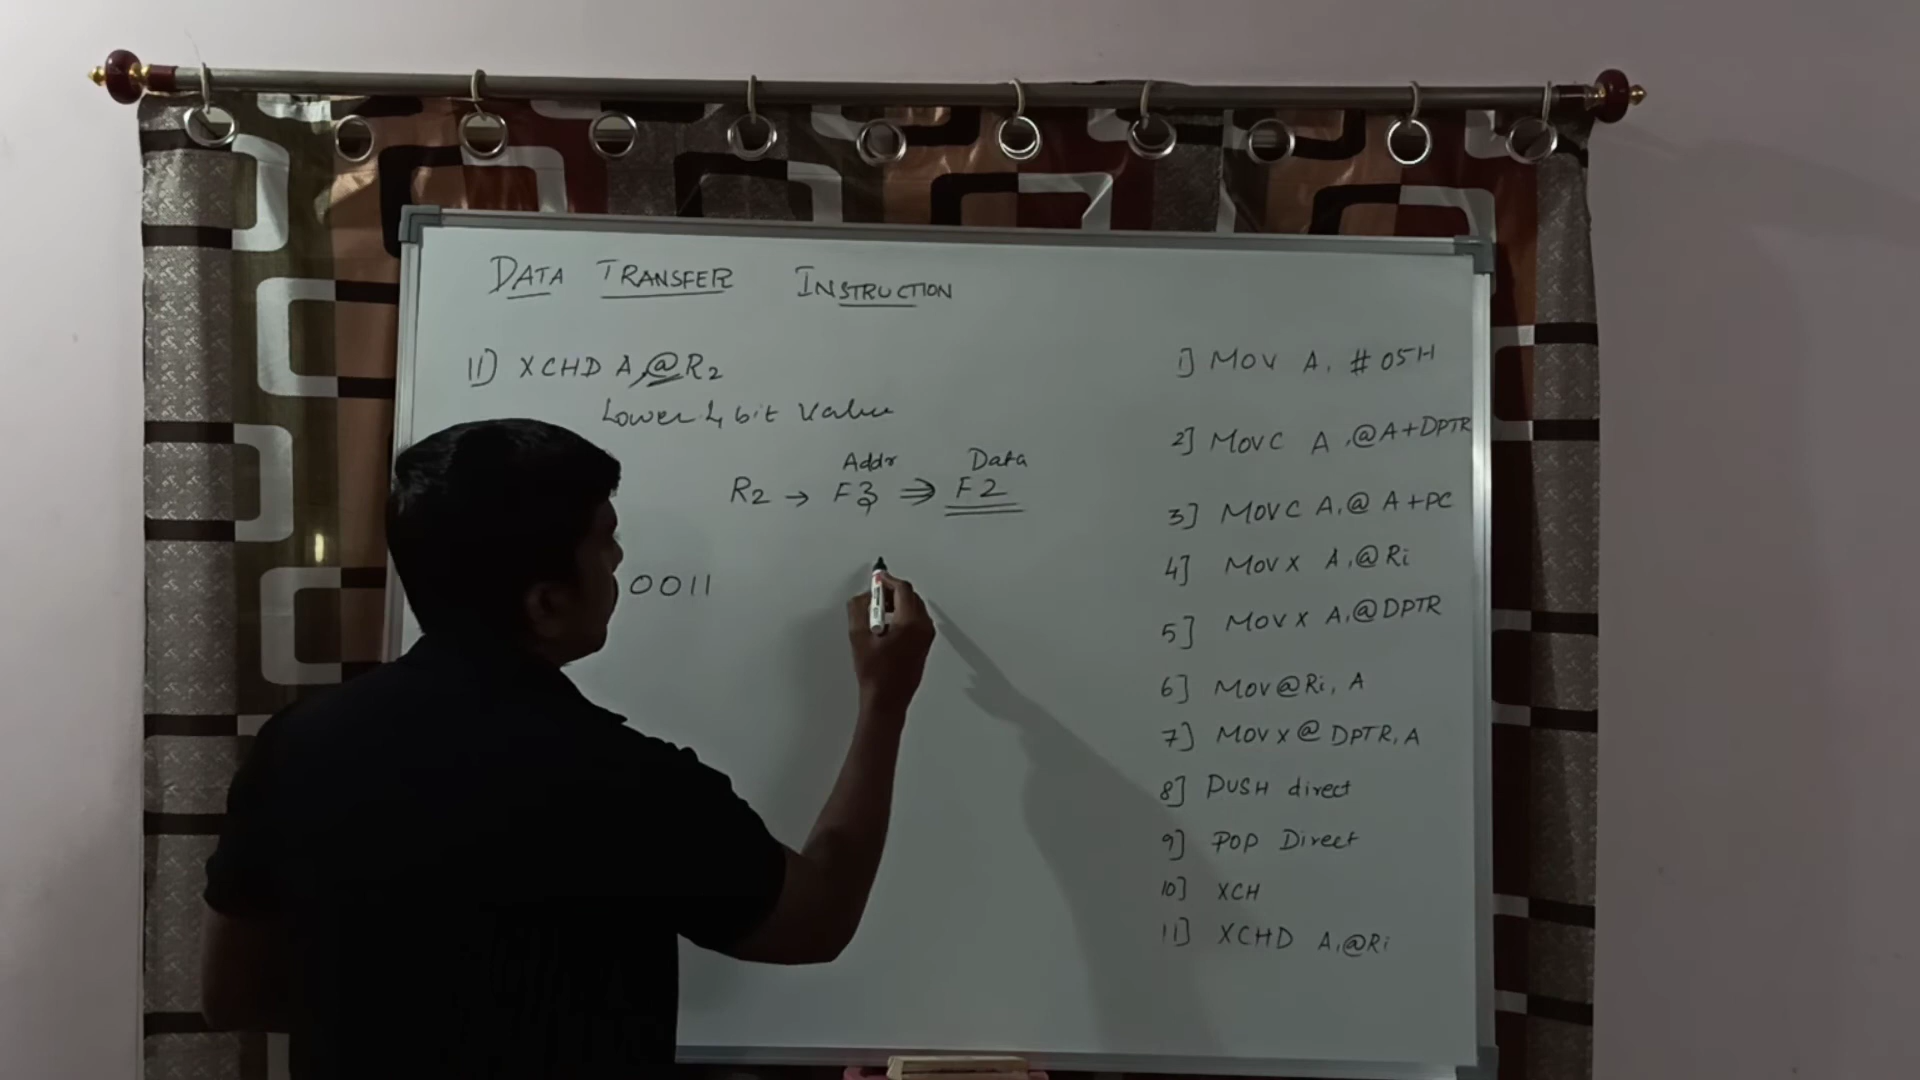 DATA TRANSFER INSTRUCTION
11) XCHD A,@R2
Lower 4 bit Value
Addr Data
R2 → F3 ⇒ F2
0011
1] MOV A, #05H
2] MOVC A,@A+DPTR
3] MOVC A,@ A+PC
4] MOVX A,@Ri
5] MOVX A,@DPTR
6] MOV@Ri, A
7] MOVX@DPTR, A
8] PUSH direct
9] POP Direct
10] XCH
11] XCHD A,@Ri